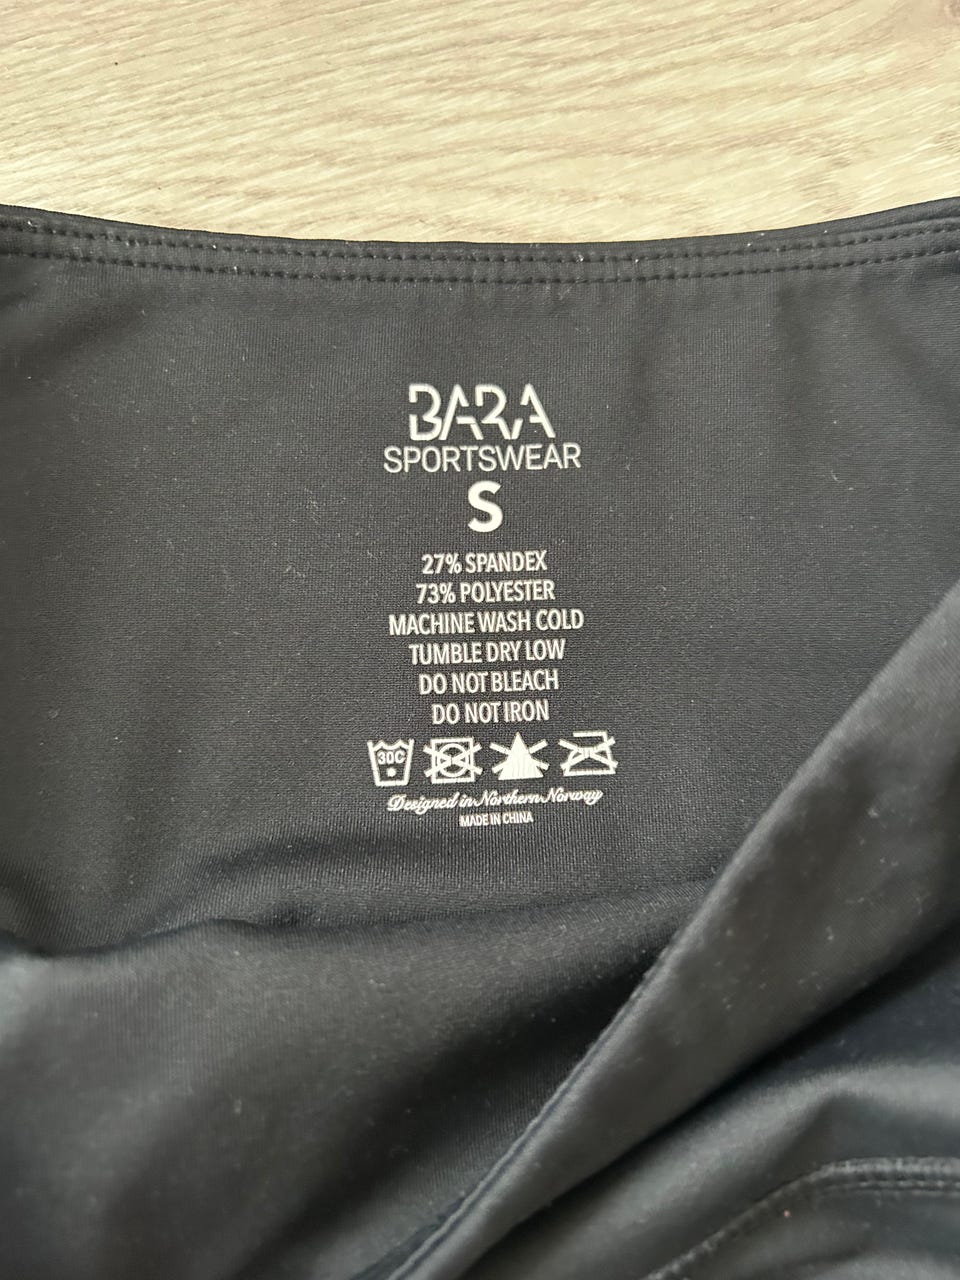 BARA
SPORTSWEAR
S
27% SPANDEX
73% POLYESTER
MACHINE WASH COLD
TUMBLE DRY LOW
DO NOT BLEACH
DO NOT IRON
30C
Designed in Northern Norway
MADE IN CHINA